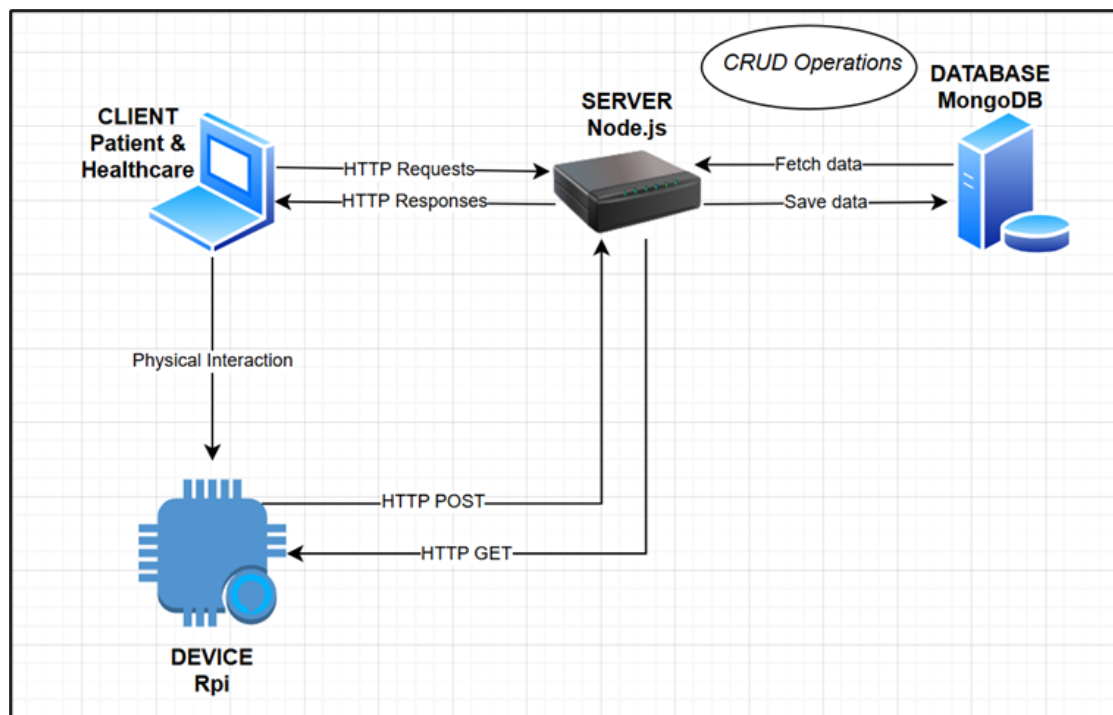 CRUD Operations
DATABASE
MongoDB
SERVER
Node.js
CLIENT
Patient &
Healthcare
HTTP Requests
Fetch data
HTTP Responses
Save data
Physical Interaction
HTTP POST
HTTP GET
DEVICE
Rpi